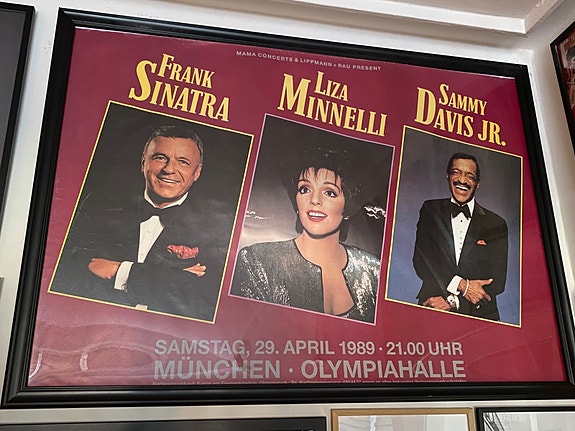 MAMA CONCERTS & LIPPMANN + RAU PRESENT
FRANK
SINATRA
LIZA
MINNELLI
SAMMY
DAVIS JR.
SAMSTAG, 29. APRIL 1989 · 21.00 UHR
MÜNCHEN · OLYMPIAHALLE